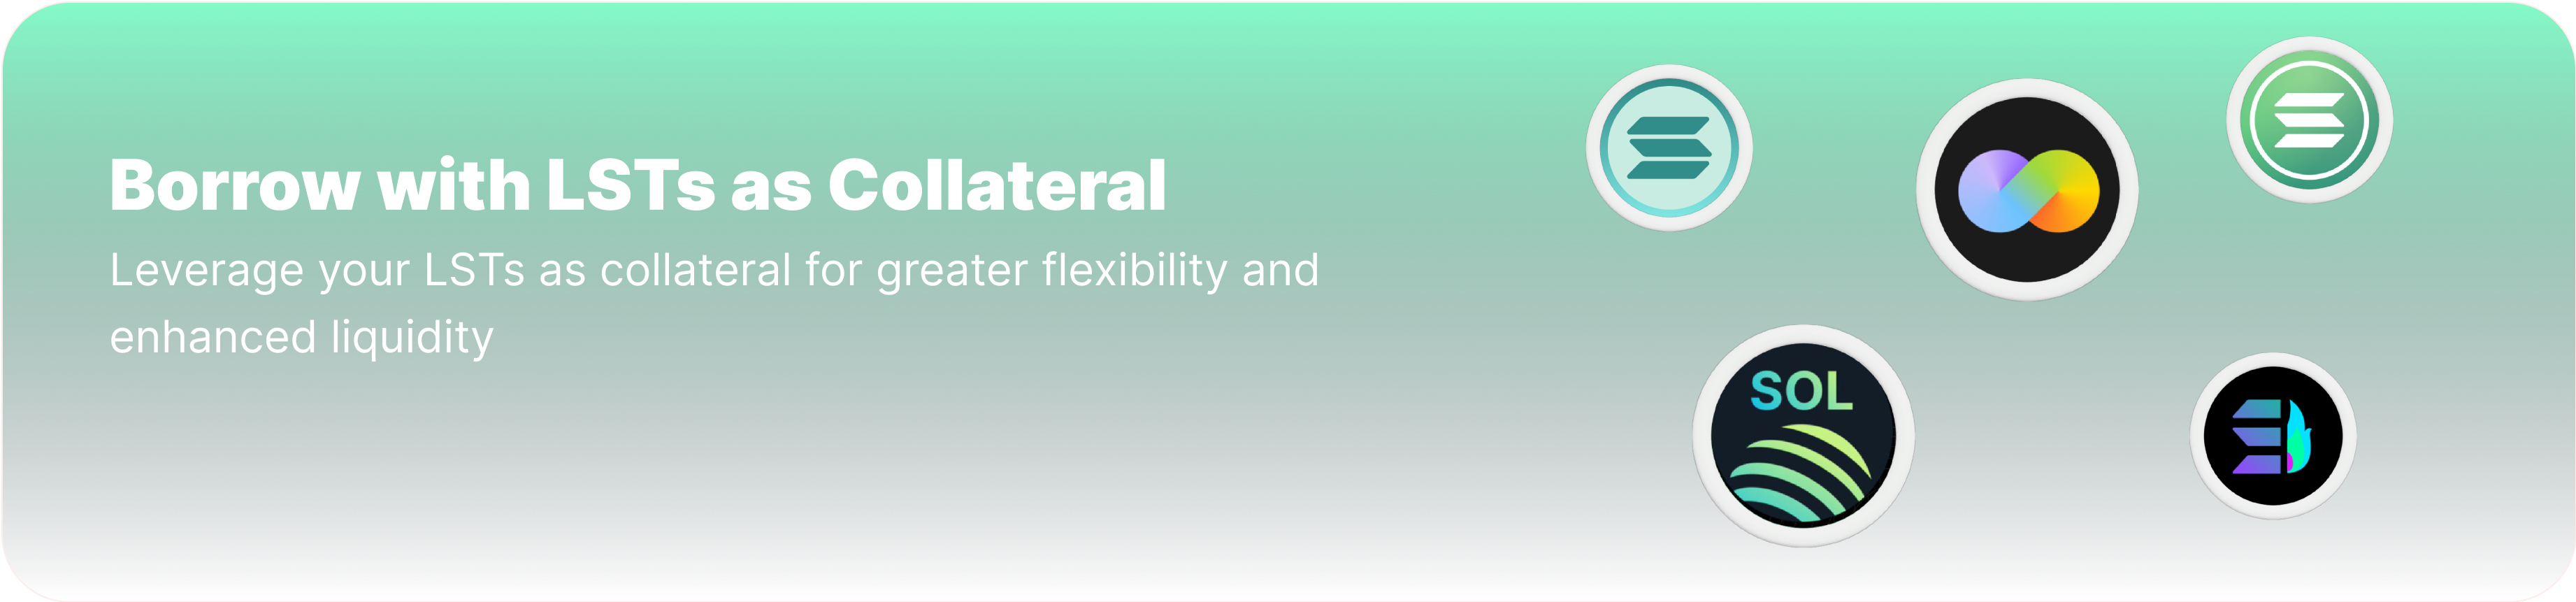 Borrow with LSTs as Collateral
Leverage your LSTs as collateral for greater flexibility and
enhanced liquidity
SOL